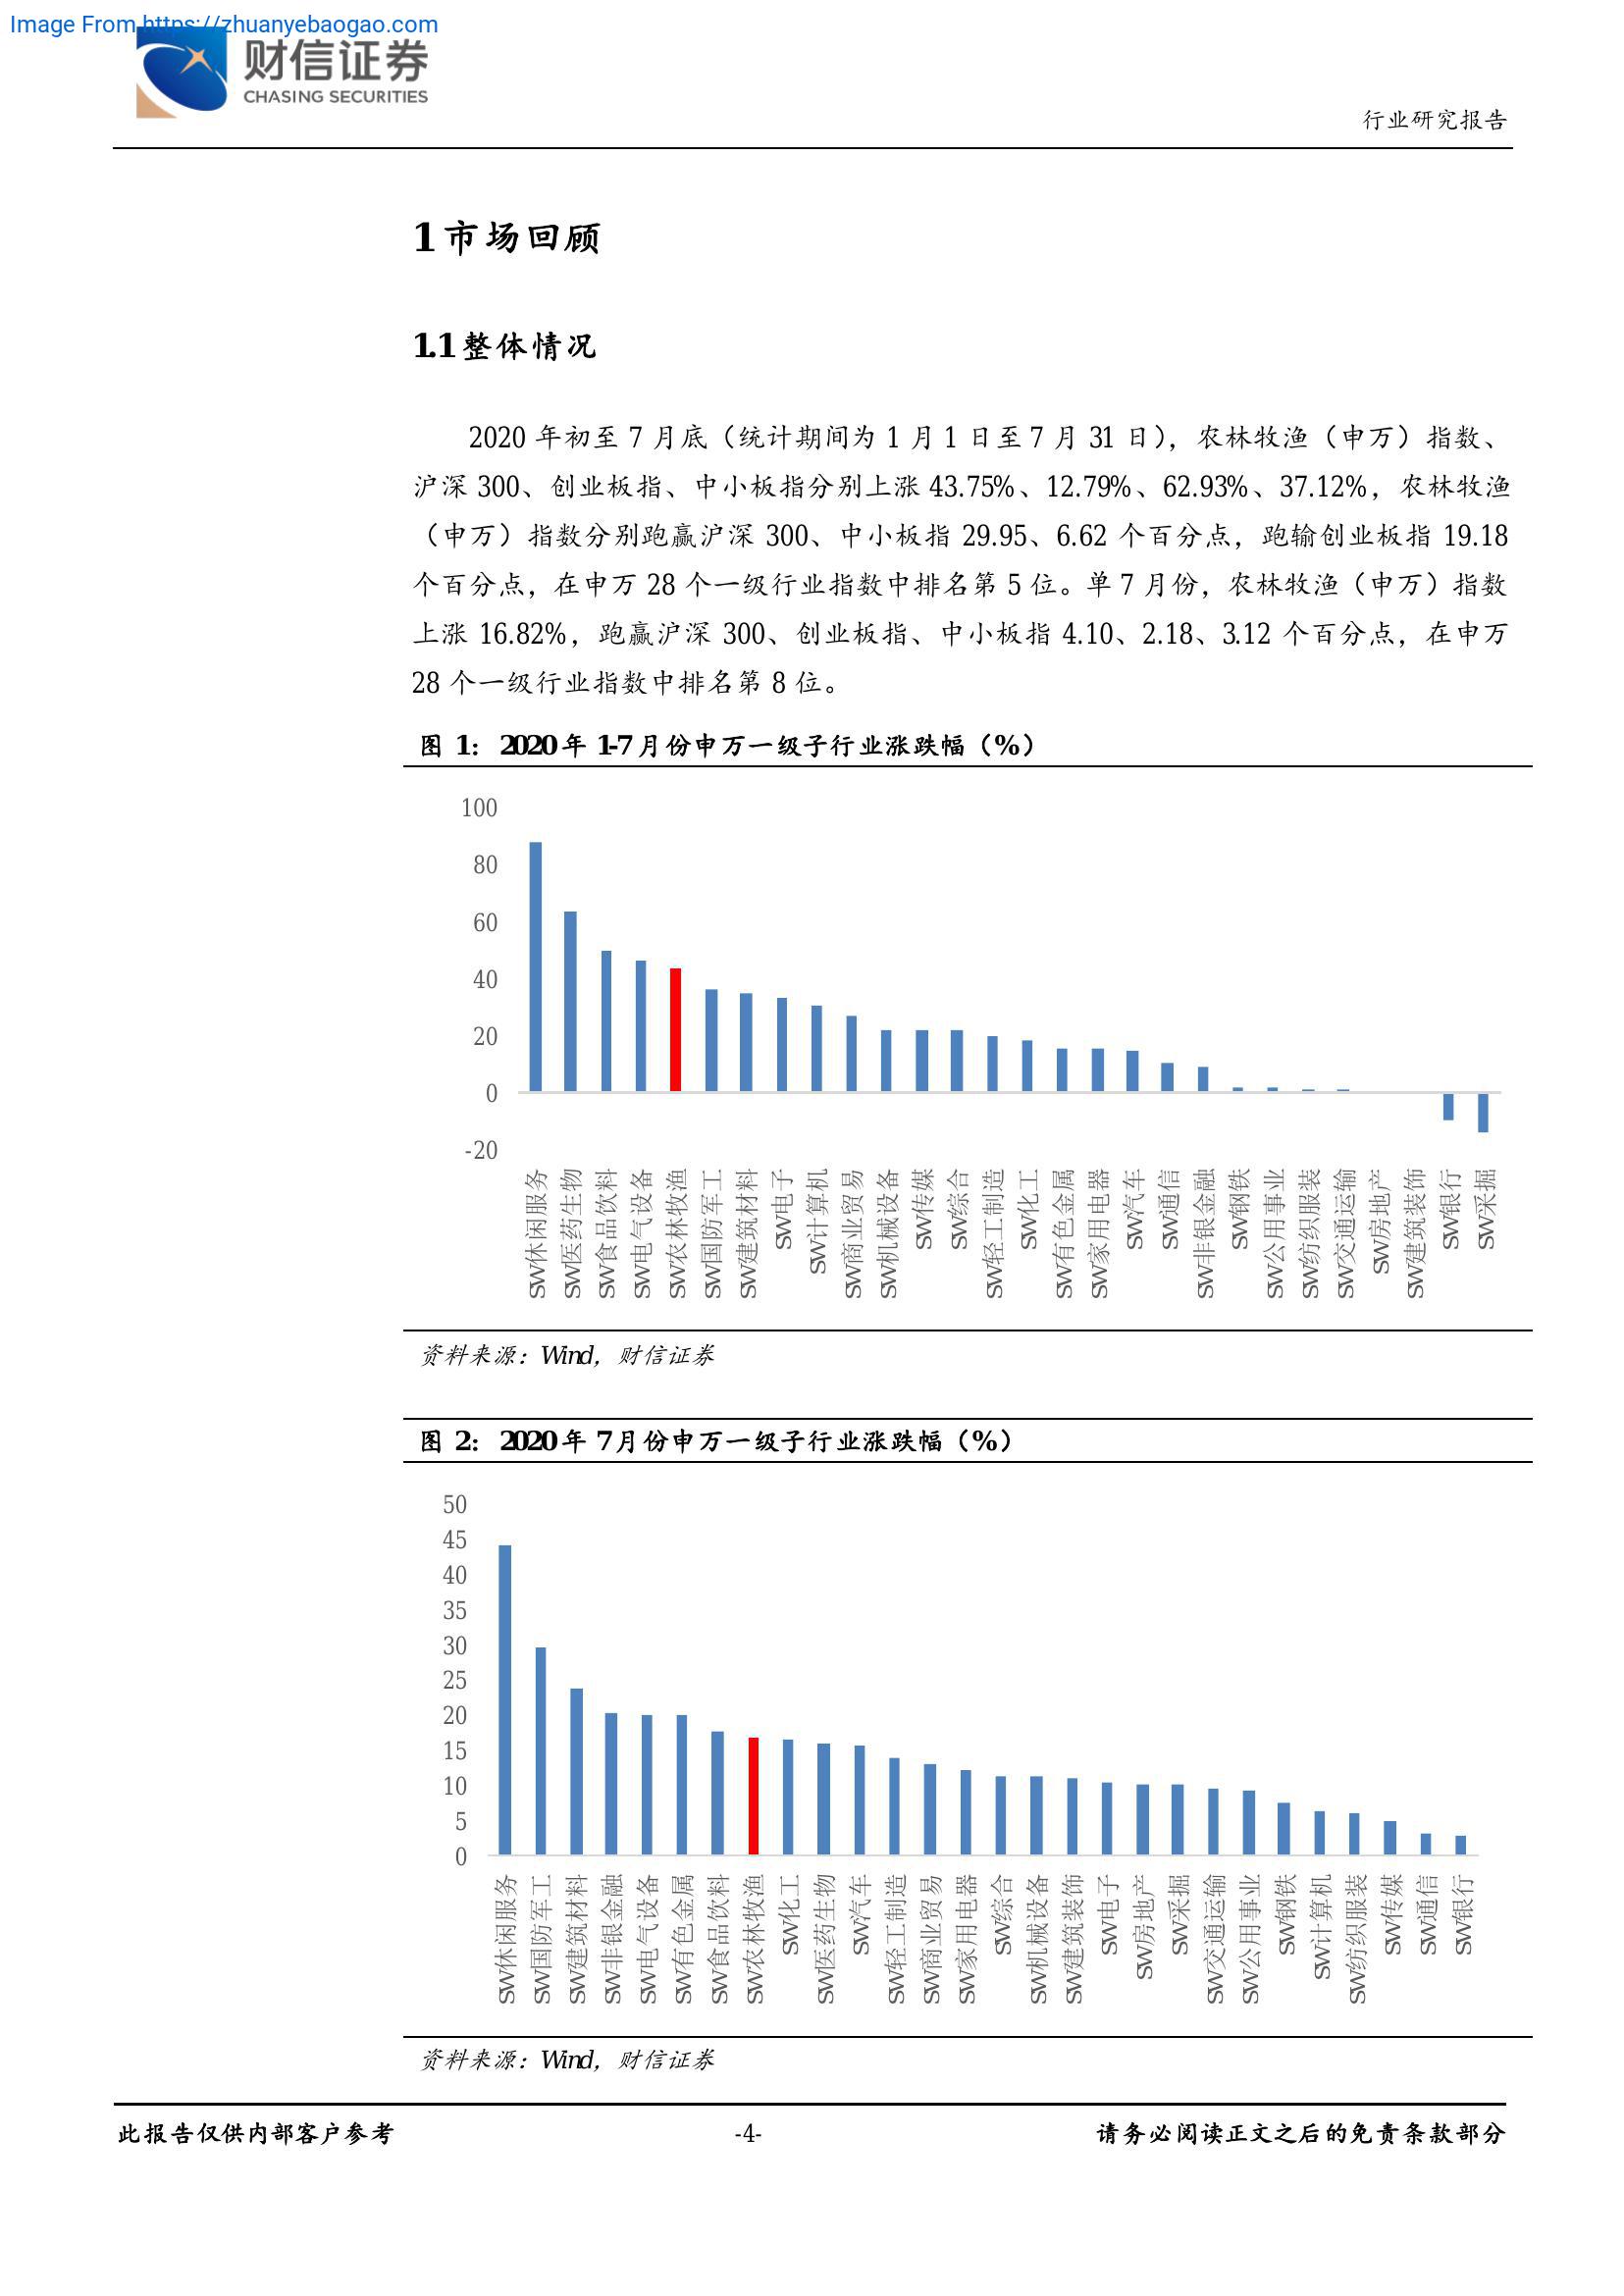 Image From https://zhuanyebaogao.com
财信证券
CHASING SECURITIES
行业研究报告
1 市场回顾
1.1 整体情况
2020 年初至 7 月底（统计期间为 1 月 1 日至 7 月 31 日），农林牧渔（申万）指数、
沪深 300、创业板指、中小板指分别上涨 43.75%、12.79%、62.93%、37.12%，农林牧渔
（申万）指数分别跑赢沪深 300、中小板指 29.95、6.62 个百分点，跑输创业板指 19.18
个百分点，在申万 28 个一级行业指数中排名第 5 位。单 7 月份，农林牧渔（申万）指数
上涨 16.82%，跑赢沪深 300、创业板指、中小板指 4.10、2.18、3.12 个百分点，在申万
28 个一级行业指数中排名第 8 位。
图 1：2020 年 1-7 月份申万一级子行业涨跌幅（%）
100
80
60
40
20
0
-20
SW休闲服务
SW医药生物
SW食品饮料
SW电气设备
SW农林牧渔
SW国防军工
SW建筑材料
SW电子
SW计算机
SW商业贸易
SW机械设备
SW传媒
SW综合
SW轻工制造
SW化工
SW有色金属
SW家用电器
SW汽车
SW通信
SW非银金融
SW钢铁
SW公用事业
SW纺织服装
SW交通运输
SW房地产
SW建筑装饰
SW银行
SW采掘
资料来源：Wind，财信证券
图 2：2020 年 7 月份申万一级子行业涨跌幅（%）
50
45
40
35
30
25
20
15
10
5
0
SW休闲服务
SW国防军工
SW建筑材料
SW非银金融
SW电气设备
SW有色金属
SW食品饮料
SW农林牧渔
SW化工
SW医药生物
SW汽车
SW轻工制造
SW商业贸易
SW家用电器
SW综合
SW机械设备
SW建筑装饰
SW电子
SW房地产
SW采掘
SW交通运输
SW公用事业
SW钢铁
SW计算机
SW纺织服装
SW传媒
SW通信
SW银行
资料来源：Wind，财信证券
此报告仅供内部客户参考
-4-
请务必阅读正文之后的免责条款部分